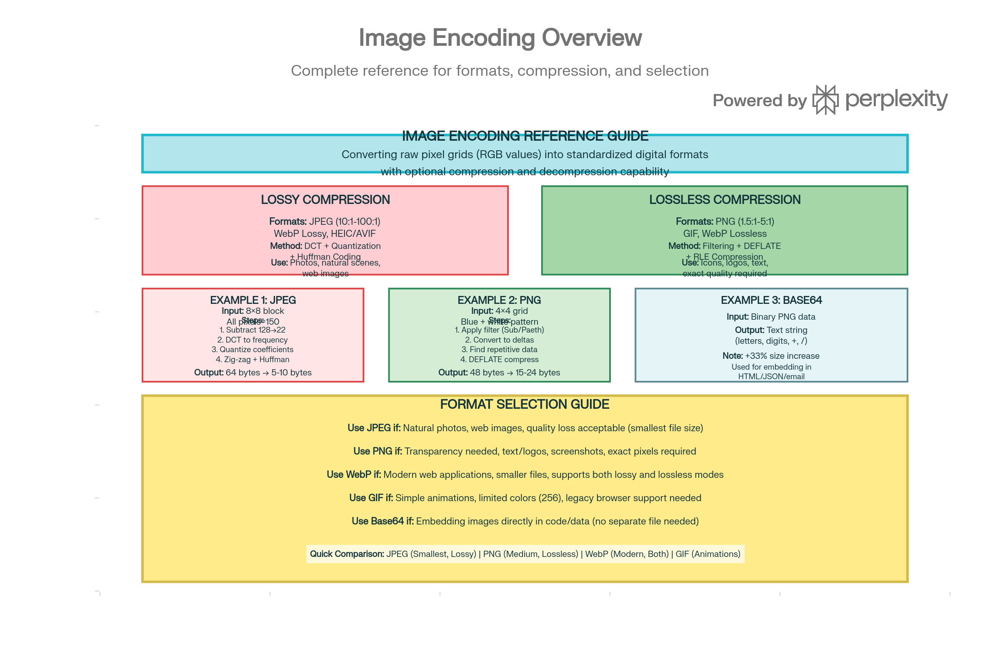 Image Encoding Overview
Complete reference for formats, compression, and selection
Powered by perplexity
IMAGE ENCODING REFERENCE GUIDE
Converting raw pixel grids (RGB values) into standardized digital formats
with optional compression and decompression capability
LOSSY COMPRESSION
Formats: JPEG (10:1-100:1)
WebP Lossy, HEIC/AVIF
Method: DCT + Quantization
+ Huffman Coding
Use: Photos, natural scenes,
web images
LOSSLESS COMPRESSION
Formats: PNG (1.5:1-5:1)
GIF, WebP Lossless
Method: Filtering + DEFLATE
+ RLE Compression
Use: Icons, logos, text,
exact quality required
EXAMPLE 1: JPEG
Input: 8×8 block
All pixels=150
Steps:
1. Subtract 128→22
2. DCT to frequency
3. Quantize coefficients
4. Zig-zag + Huffman
Output: 64 bytes → 5-10 bytes
EXAMPLE 2: PNG
Input: 4×4 grid
Blue + white pattern
Steps:
1. Apply filter (Sub/Paeth)
2. Convert to deltas
3. Find repetitive data
4. DEFLATE compress
Output: 48 bytes → 15-24 bytes
EXAMPLE 3: BASE64
Input: Binary PNG data
Output: Text string
(letters, digits, +, /)
Note: +33% size increase
Used for embedding in
HTML/JSON/email
FORMAT SELECTION GUIDE
Use JPEG if: Natural photos, web images, quality loss acceptable (smallest file size)
Use PNG if: Transparency needed, text/logos, screenshots, exact pixels required
Use WebP if: Modern web applications, smaller files, supports both lossy and lossless modes
Use GIF if: Simple animations, limited colors (256), legacy browser support needed
Use Base64 if: Embedding images directly in code/data (no separate file needed)
Quick Comparison: JPEG (Smallest, Lossy) | PNG (Medium, Lossless) | WebP (Modern, Both) | GIF (Animations)